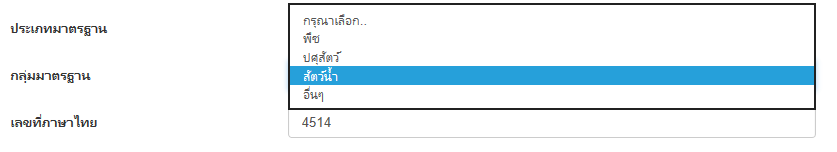 ประเภทมาตรฐาน
กรุณาเลือก..
พืช
ปศุสัตว์
กลุ่มมาตรฐาน
สัตว์น้ำ
อื่นๆ
เลขที่ภาษาไทย
4514